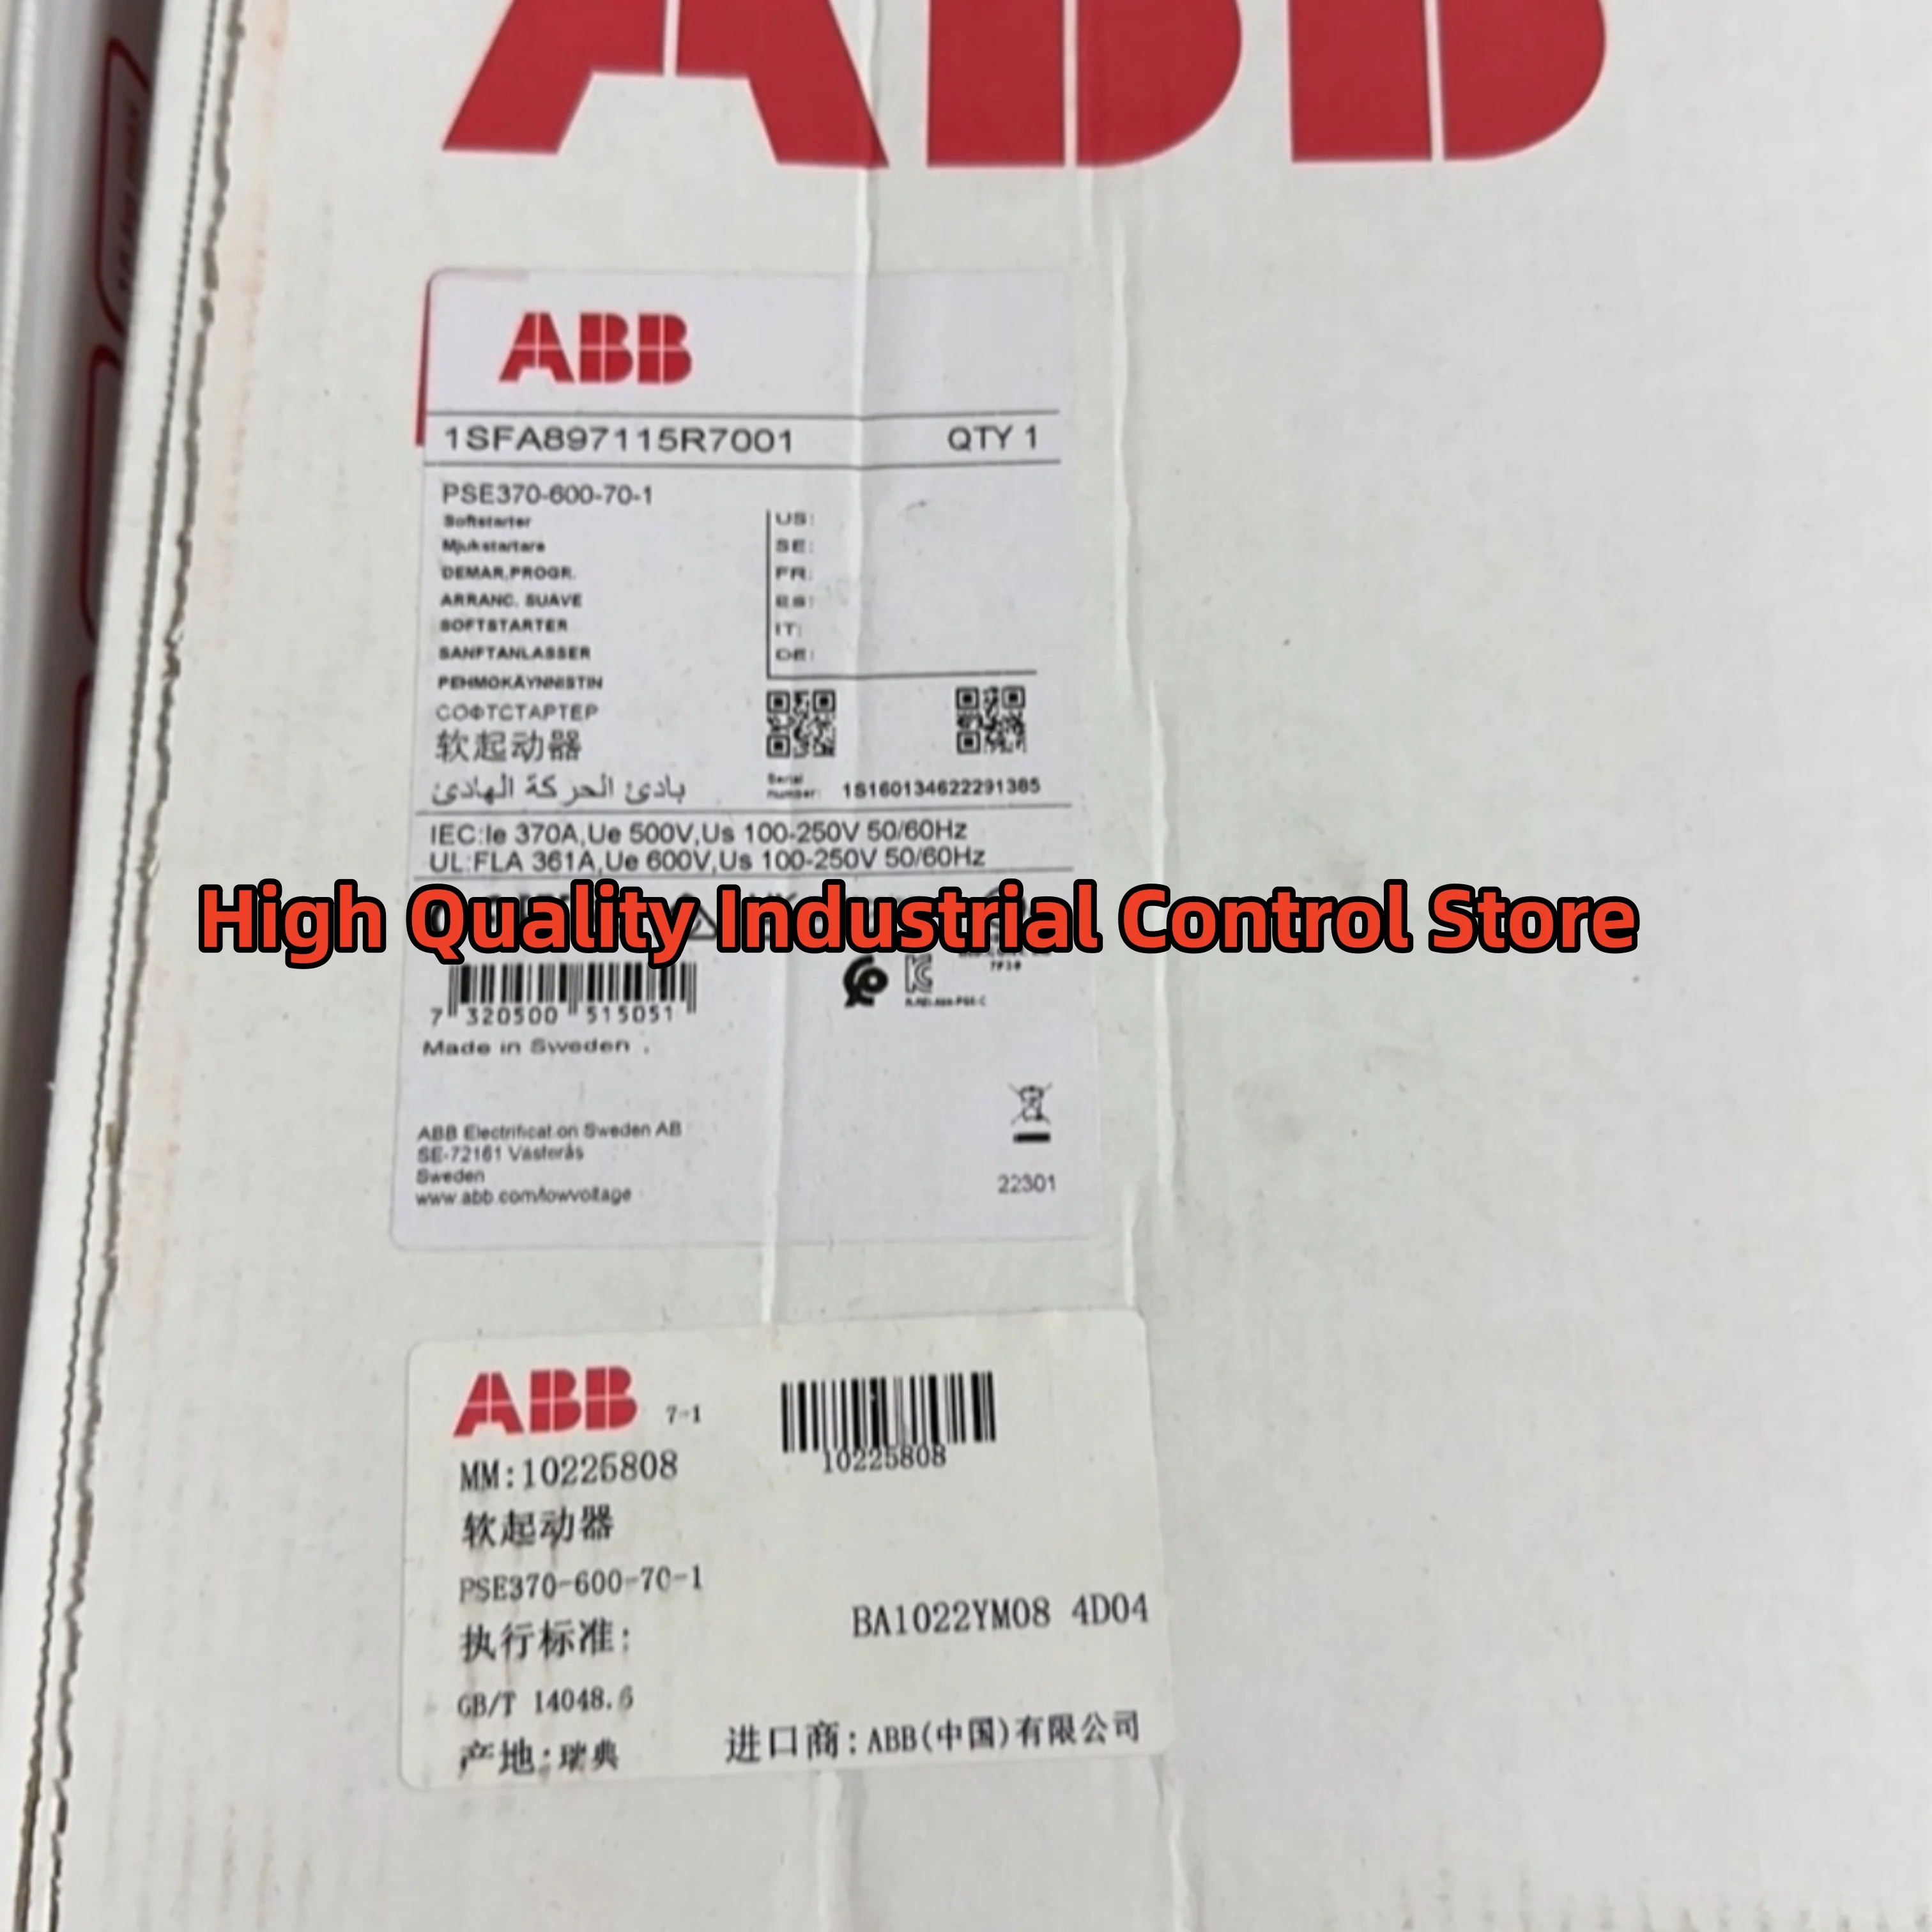 ABB
ABB
1SFA897115R7001 QTY 1
PSE370-600-70-1
Softstarter US:
Mjukstartare SE:
DEMAR.PROGR. FR:
ARRANC. SUAVE ES:
SOFTSTARTER IT:
SANFTANLASSER DE:
PEHMOKÄYNNISTIN
СОФТСТАРТЕР
软起动器
بادئ الحركة الهادئ
Serial number: 1S160134622291385
IEC:Ie 370A,Ue 500V,Us 100-250V 50/60Hz
UL:FLA 361A,Ue 600V,Us 100-250V 50/60Hz
High Quality Industrial Control Store
7 320500 515051
Made in Sweden
ABB Electrification Sweden AB
SE-72161 Västerås
Sweden
www.abb.com/lowvoltage
22301
ABB 7-1
10225808
MM:10225808
软起动器
PSE370-600-70-1
执行标准:
BA1022YM08 4D04
GB/T 14048.6
产地:瑞典 进口商:ABB(中国)有限公司